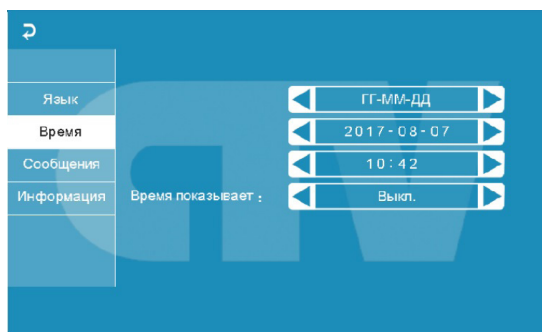 Язык
Время
Сообщения
Информация
ГГ-ММ-ДД
2017-08-07
10:42
Время показывает : Выкл.